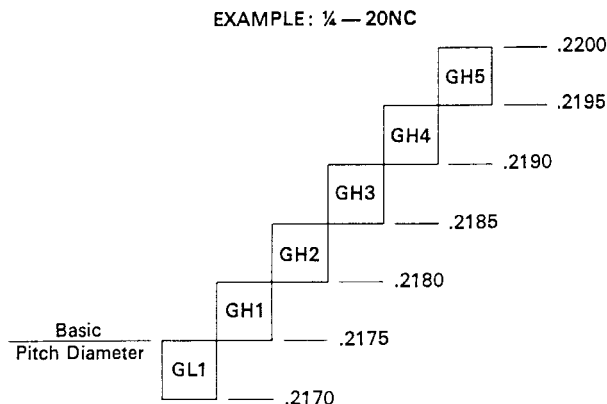 EXAMPLE: ¼ — 20NC
.2200
GH5
.2195
GH4
.2190
GH3
.2185
GH2
.2180
GH1
Basic
.2175
Pitch Diameter
GL1
.2170